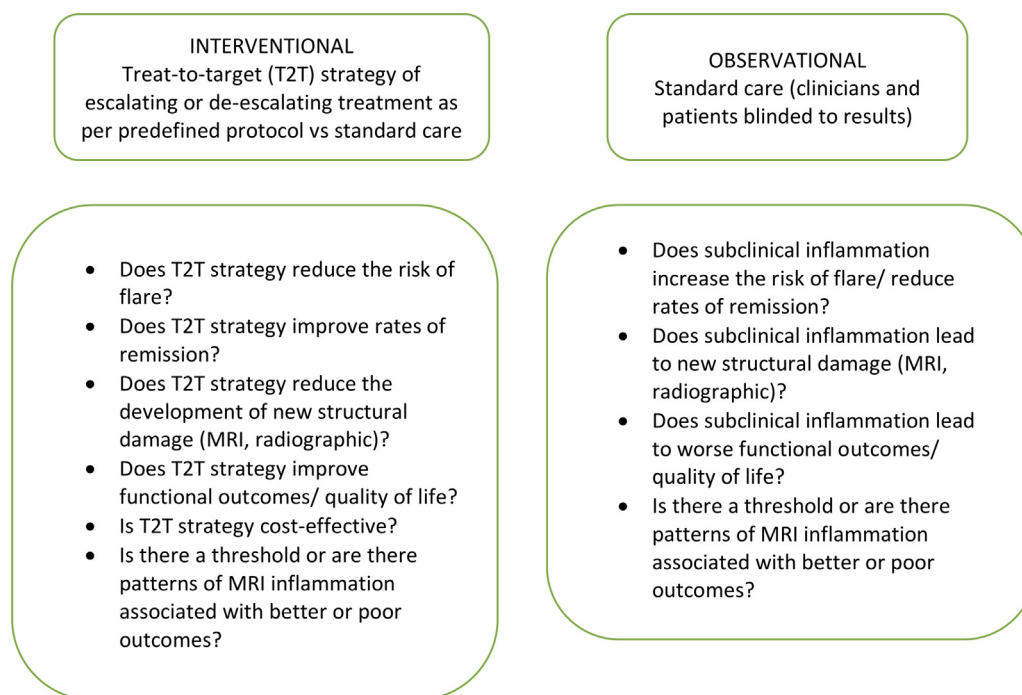 INTERVENTIONAL
Treat-to-target (T2T) strategy of
escalating or de-escalating treatment as
per predefined protocol vs standard care
OBSERVATIONAL
Standard care (clinicians and
patients blinded to results)
• Does T2T strategy reduce the risk of
flare?
• Does T2T strategy improve rates of
remission?
• Does T2T strategy reduce the
development of new structural
damage (MRI, radiographic)?
• Does T2T strategy improve
functional outcomes/ quality of life?
• Is T2T strategy cost-effective?
• Is there a threshold or are there
patterns of MRI inflammation
associated with better or poor
outcomes?
• Does subclinical inflammation
increase the risk of flare/ reduce
rates of remission?
• Does subclinical inflammation lead
to new structural damage (MRI,
radiographic)?
• Does subclinical inflammation lead
to worse functional outcomes/
quality of life?
• Is there a threshold or are there
patterns of MRI inflammation
associated with better or poor
outcomes?